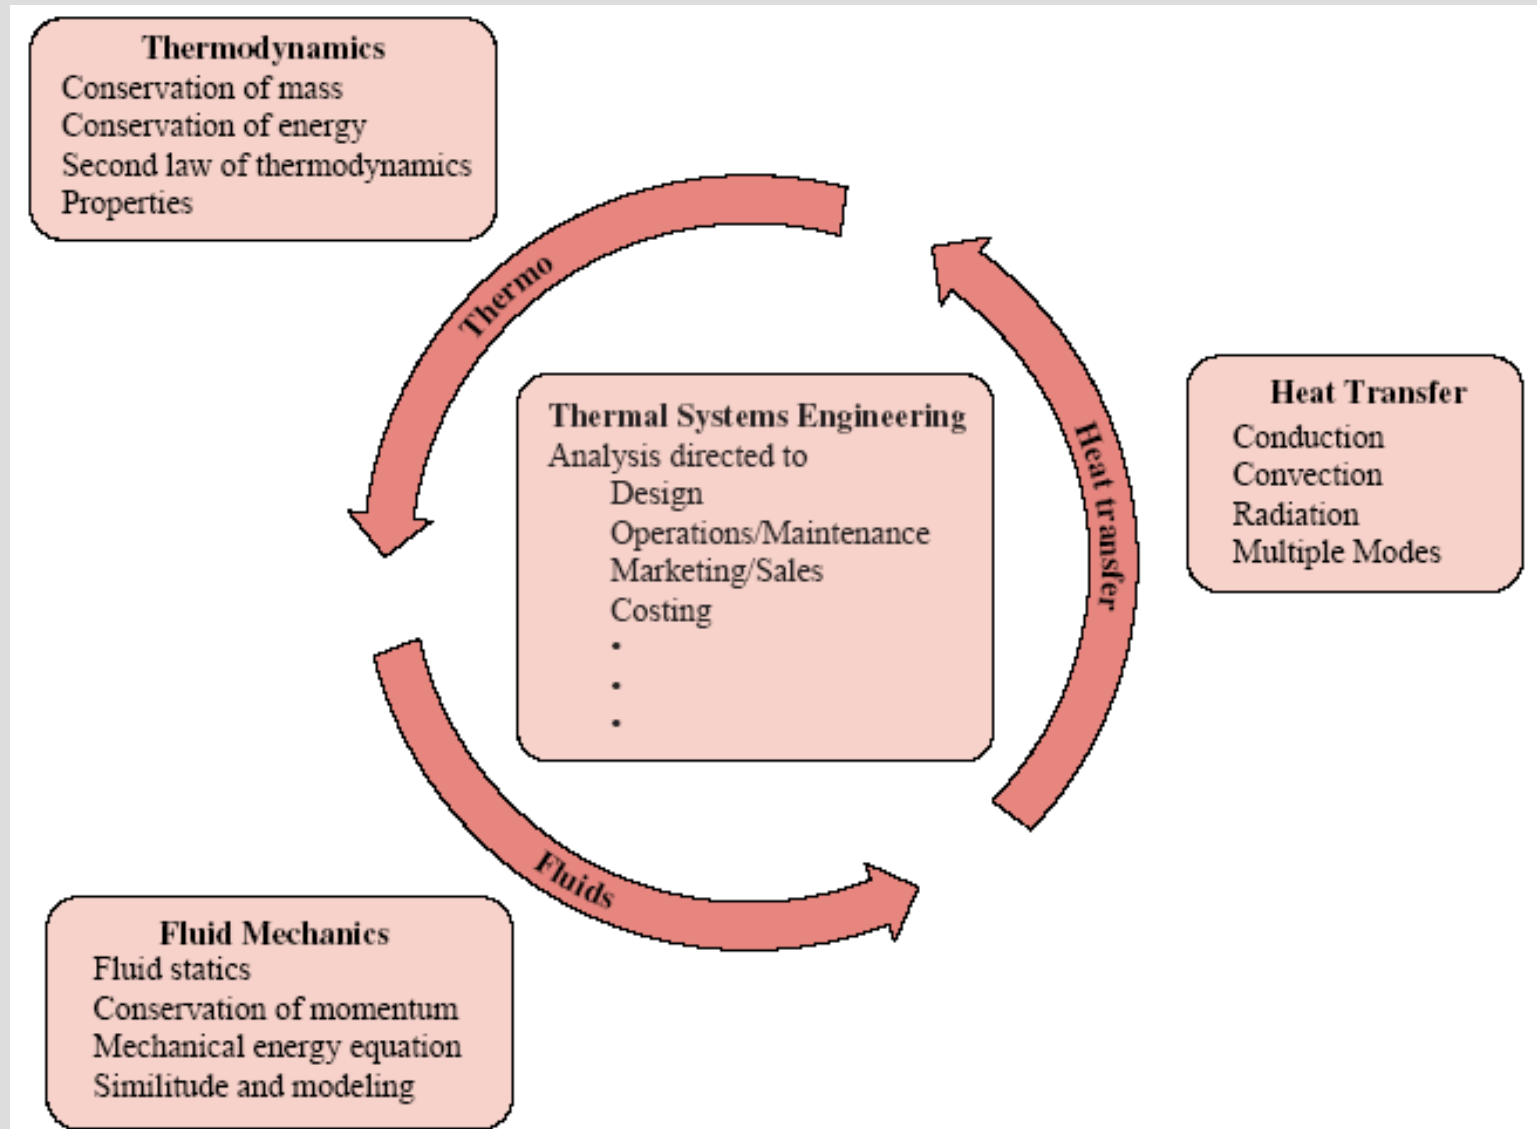 Thermodynamics
Conservation of mass
Conservation of energy
Second law of thermodynamics
Properties
Thermo
Thermal Systems Engineering
Analysis directed to
Design
Operations/Maintenance
Marketing/Sales
Costing
•
•
•
Heat transfer
Heat Transfer
Conduction
Convection
Radiation
Multiple Modes
Fluids
Fluid Mechanics
Fluid statics
Conservation of momentum
Mechanical energy equation
Similitude and modeling